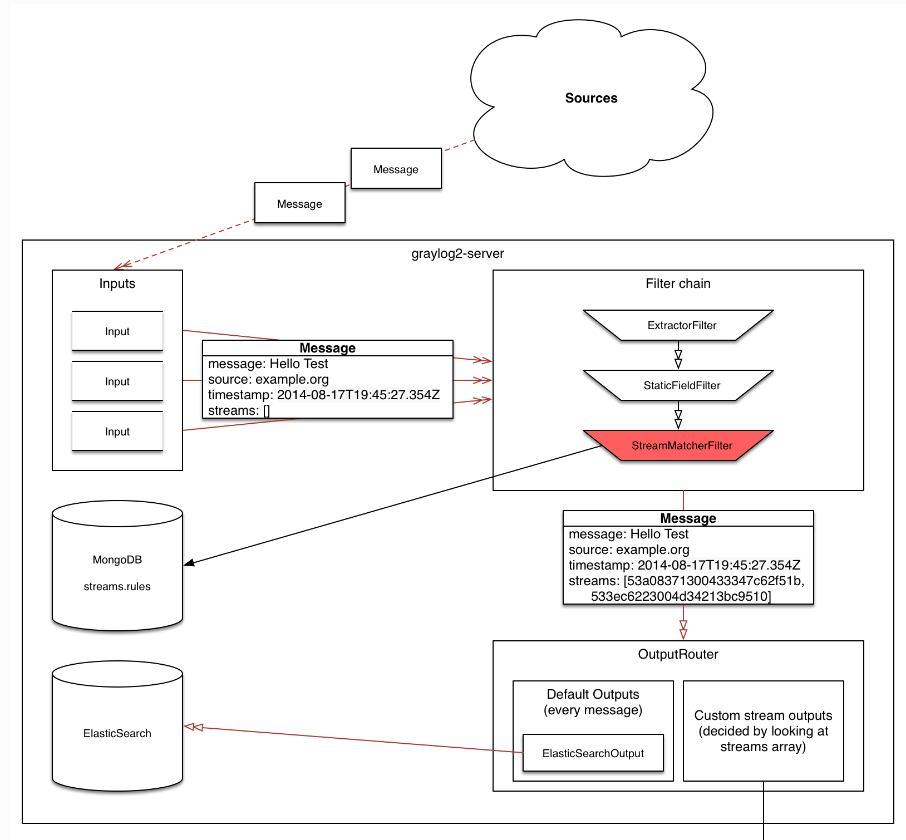 Sources
Message
Message
graylog2-server
Inputs
Input
Input
Input
Message
message: Hello Test
source: example.org
timestamp: 2014-08-17T19:45:27.354Z
streams: []
Filter chain
ExtractorFilter
StaticFieldFilter
StreamMatcherFilter
MongoDB
streams.rules
Message
message: Hello Test
source: example.org
timestamp: 2014-08-17T19:45:27.354Z
streams: [53a08371300433347c62f51b,
533ec6223004d34213bc9510]
OutputRouter
Default Outputs
(every message)
ElasticSearchOutput
Custom stream outputs
(decided by looking at
streams array)
ElasticSearch